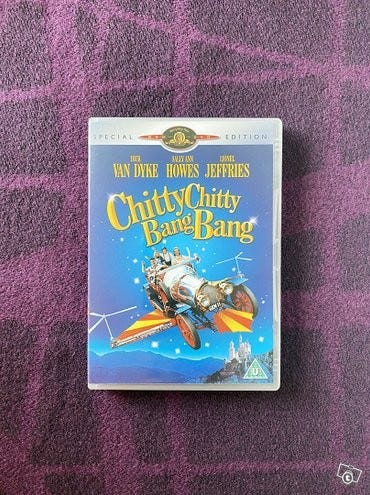 SPECIAL EDITION
DICK VAN DYKE SALLY ANN HOWES LIONEL JEFFRIES
Chitty Chitty
Bang Bang
U